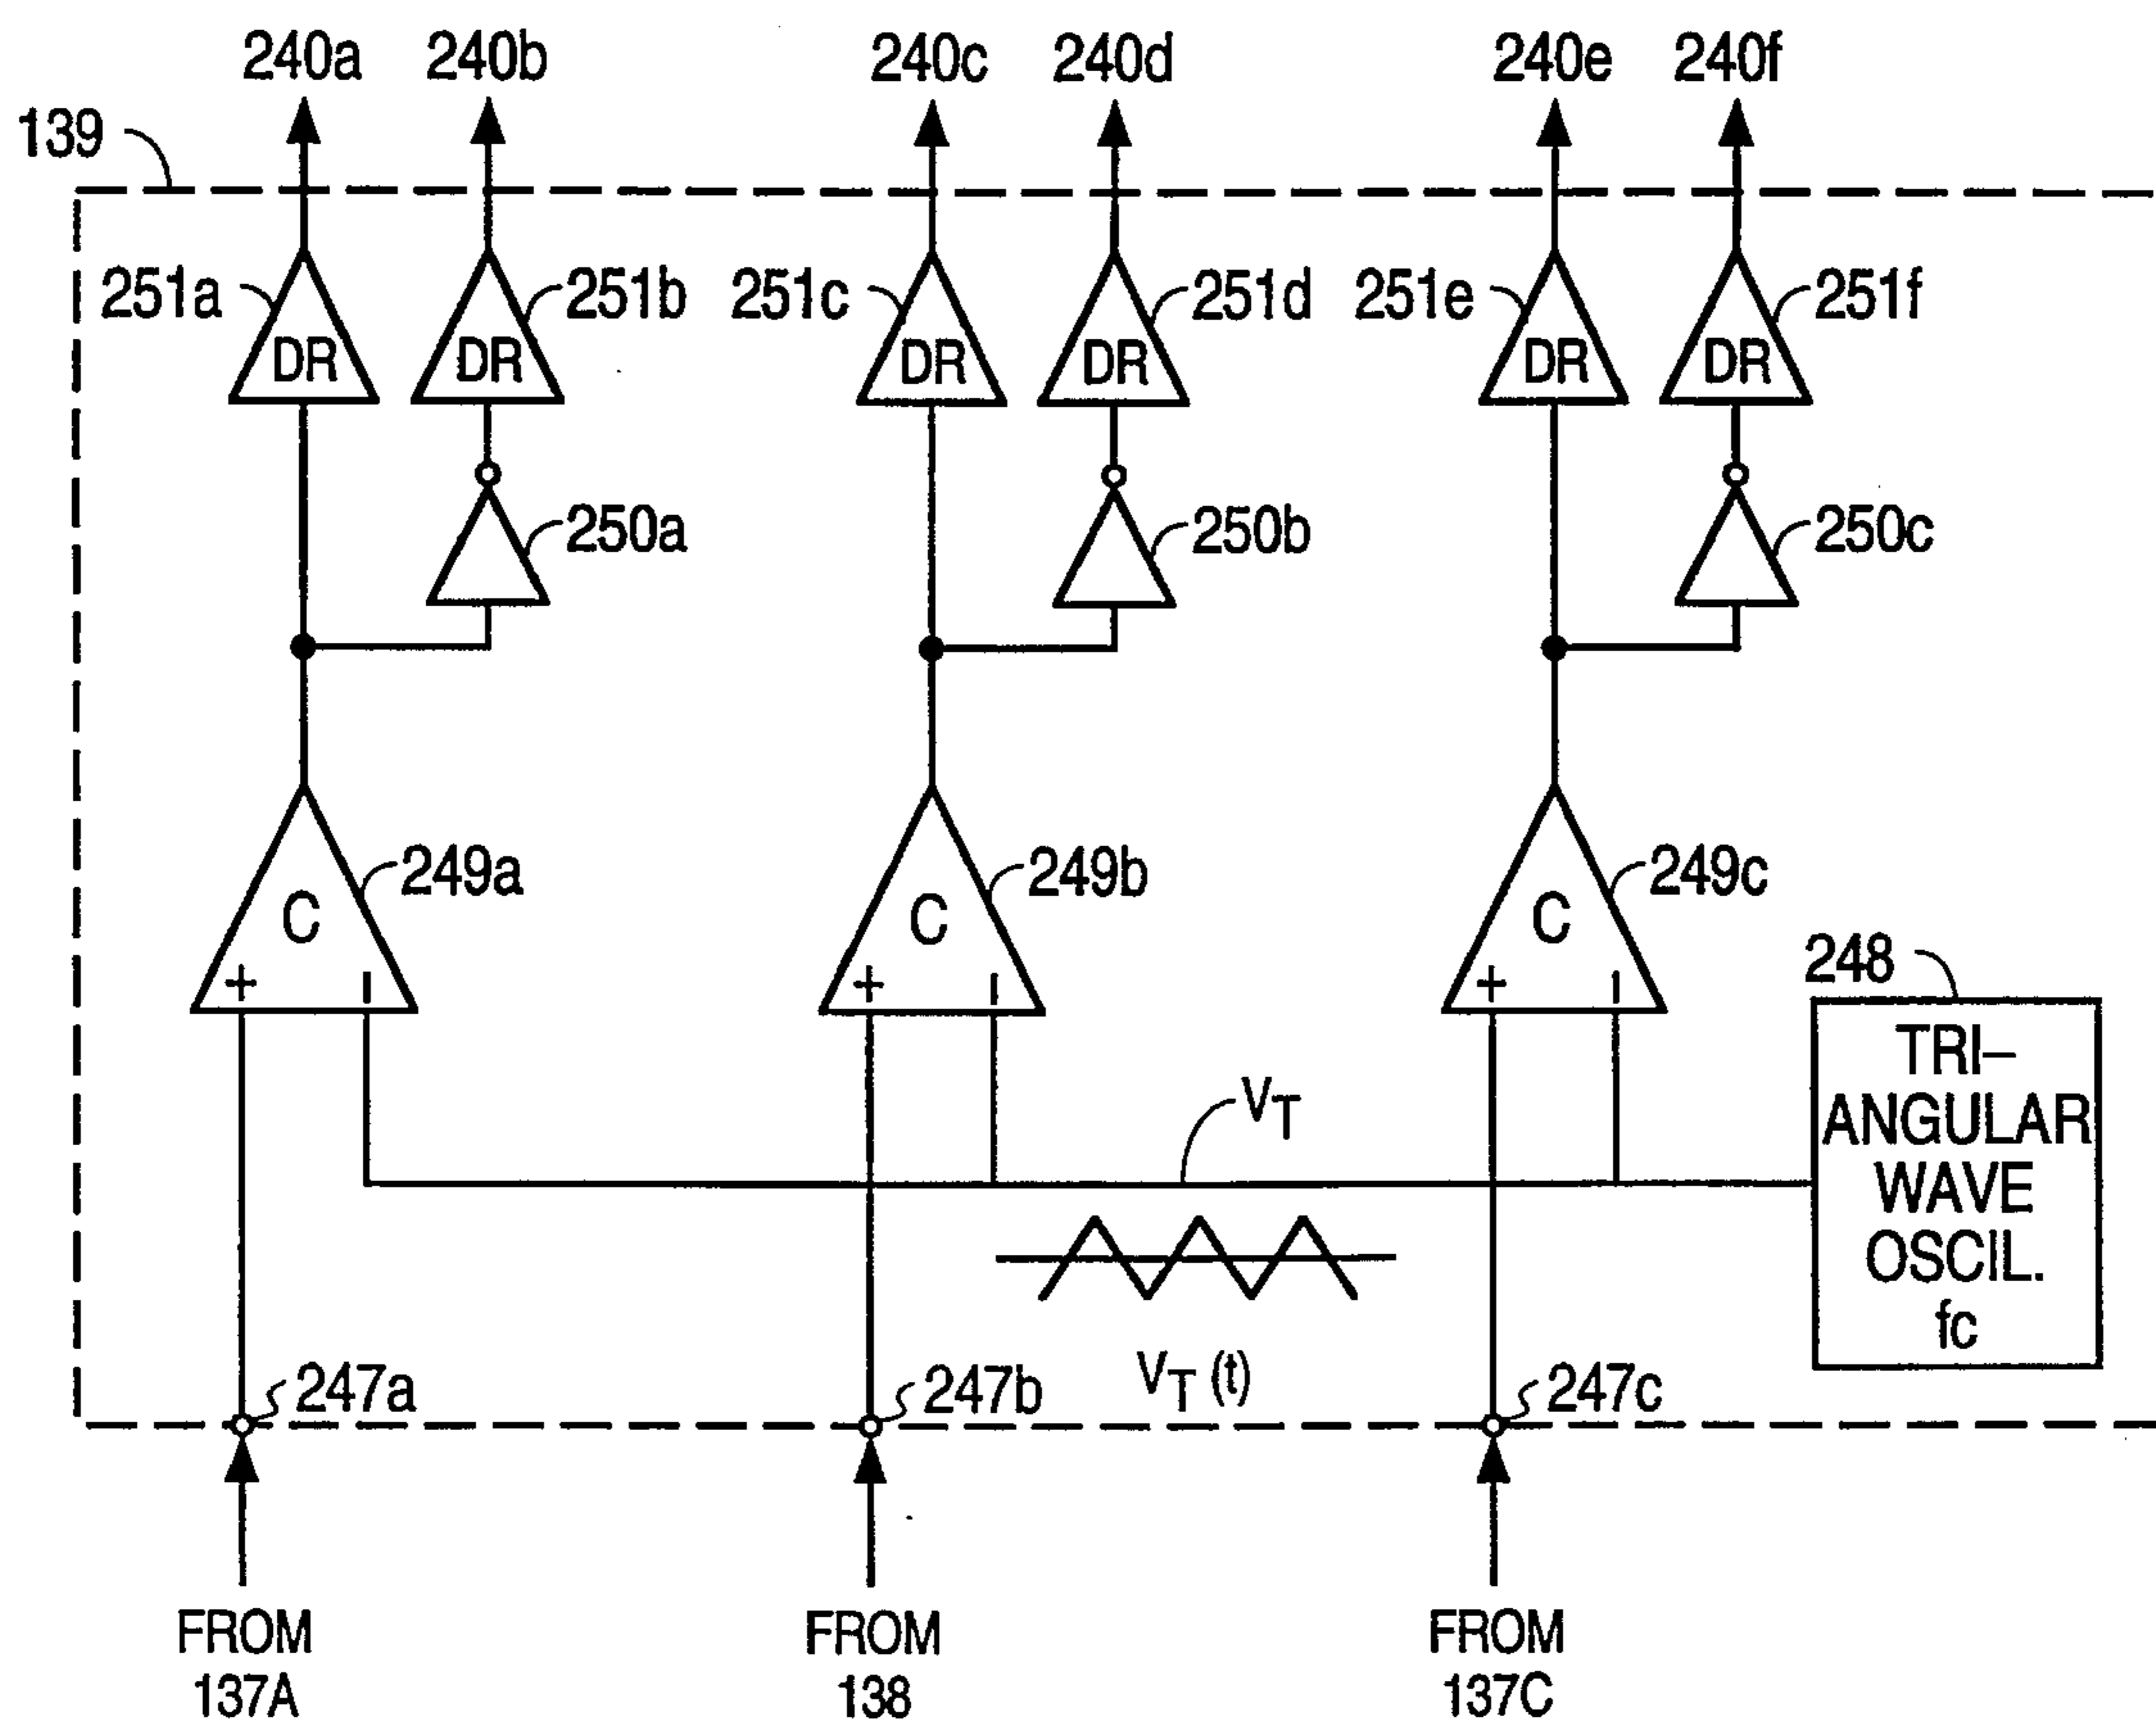 240a 240b 240c 240d 240e 240f
139
251a 251b 251c 251d 251e 251f
DR DR DR DR DR DR
250a 250b 250c
249a 249b 249c
C C C
+ − + − + −
248
TRI–
ANGULAR
WAVE
OSCIL.
fc
VT
VT (t)
247a 247b 247c
FROM
137A
FROM
138
FROM
137C